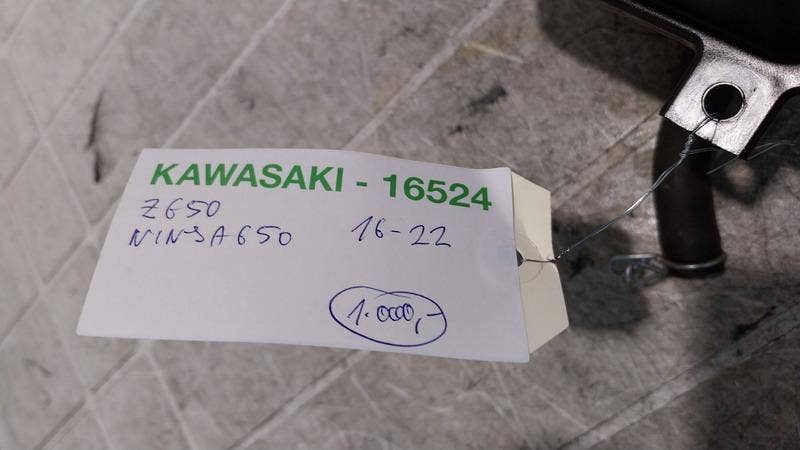 KAWASAKI - 16524
Z650
NINJA650 16-22
1.000,-